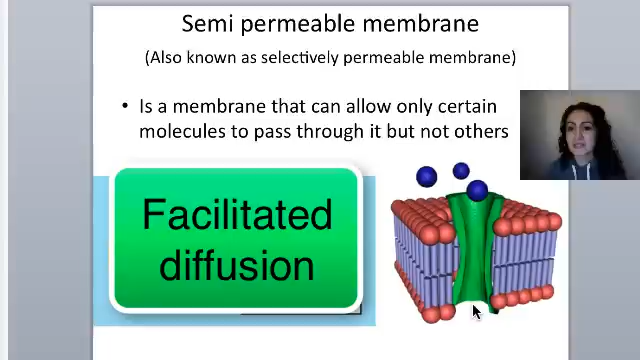 Semi permeable membrane
(Also known as selectively permeable membrane)
• Is a membrane that can allow only certain
molecules to pass through it but not others
Facilitated
diffusion